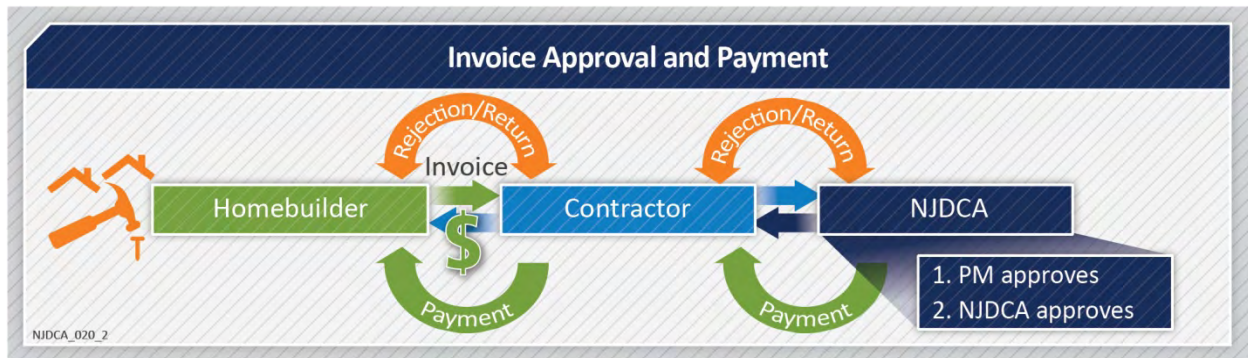 Invoice Approval and Payment
Rejection/Return
Rejection/Return
Invoice
Homebuilder
Contractor
NJDCA
$
Payment
Payment
1. PM approves
2. NJDCA approves
NJDCA_020_2